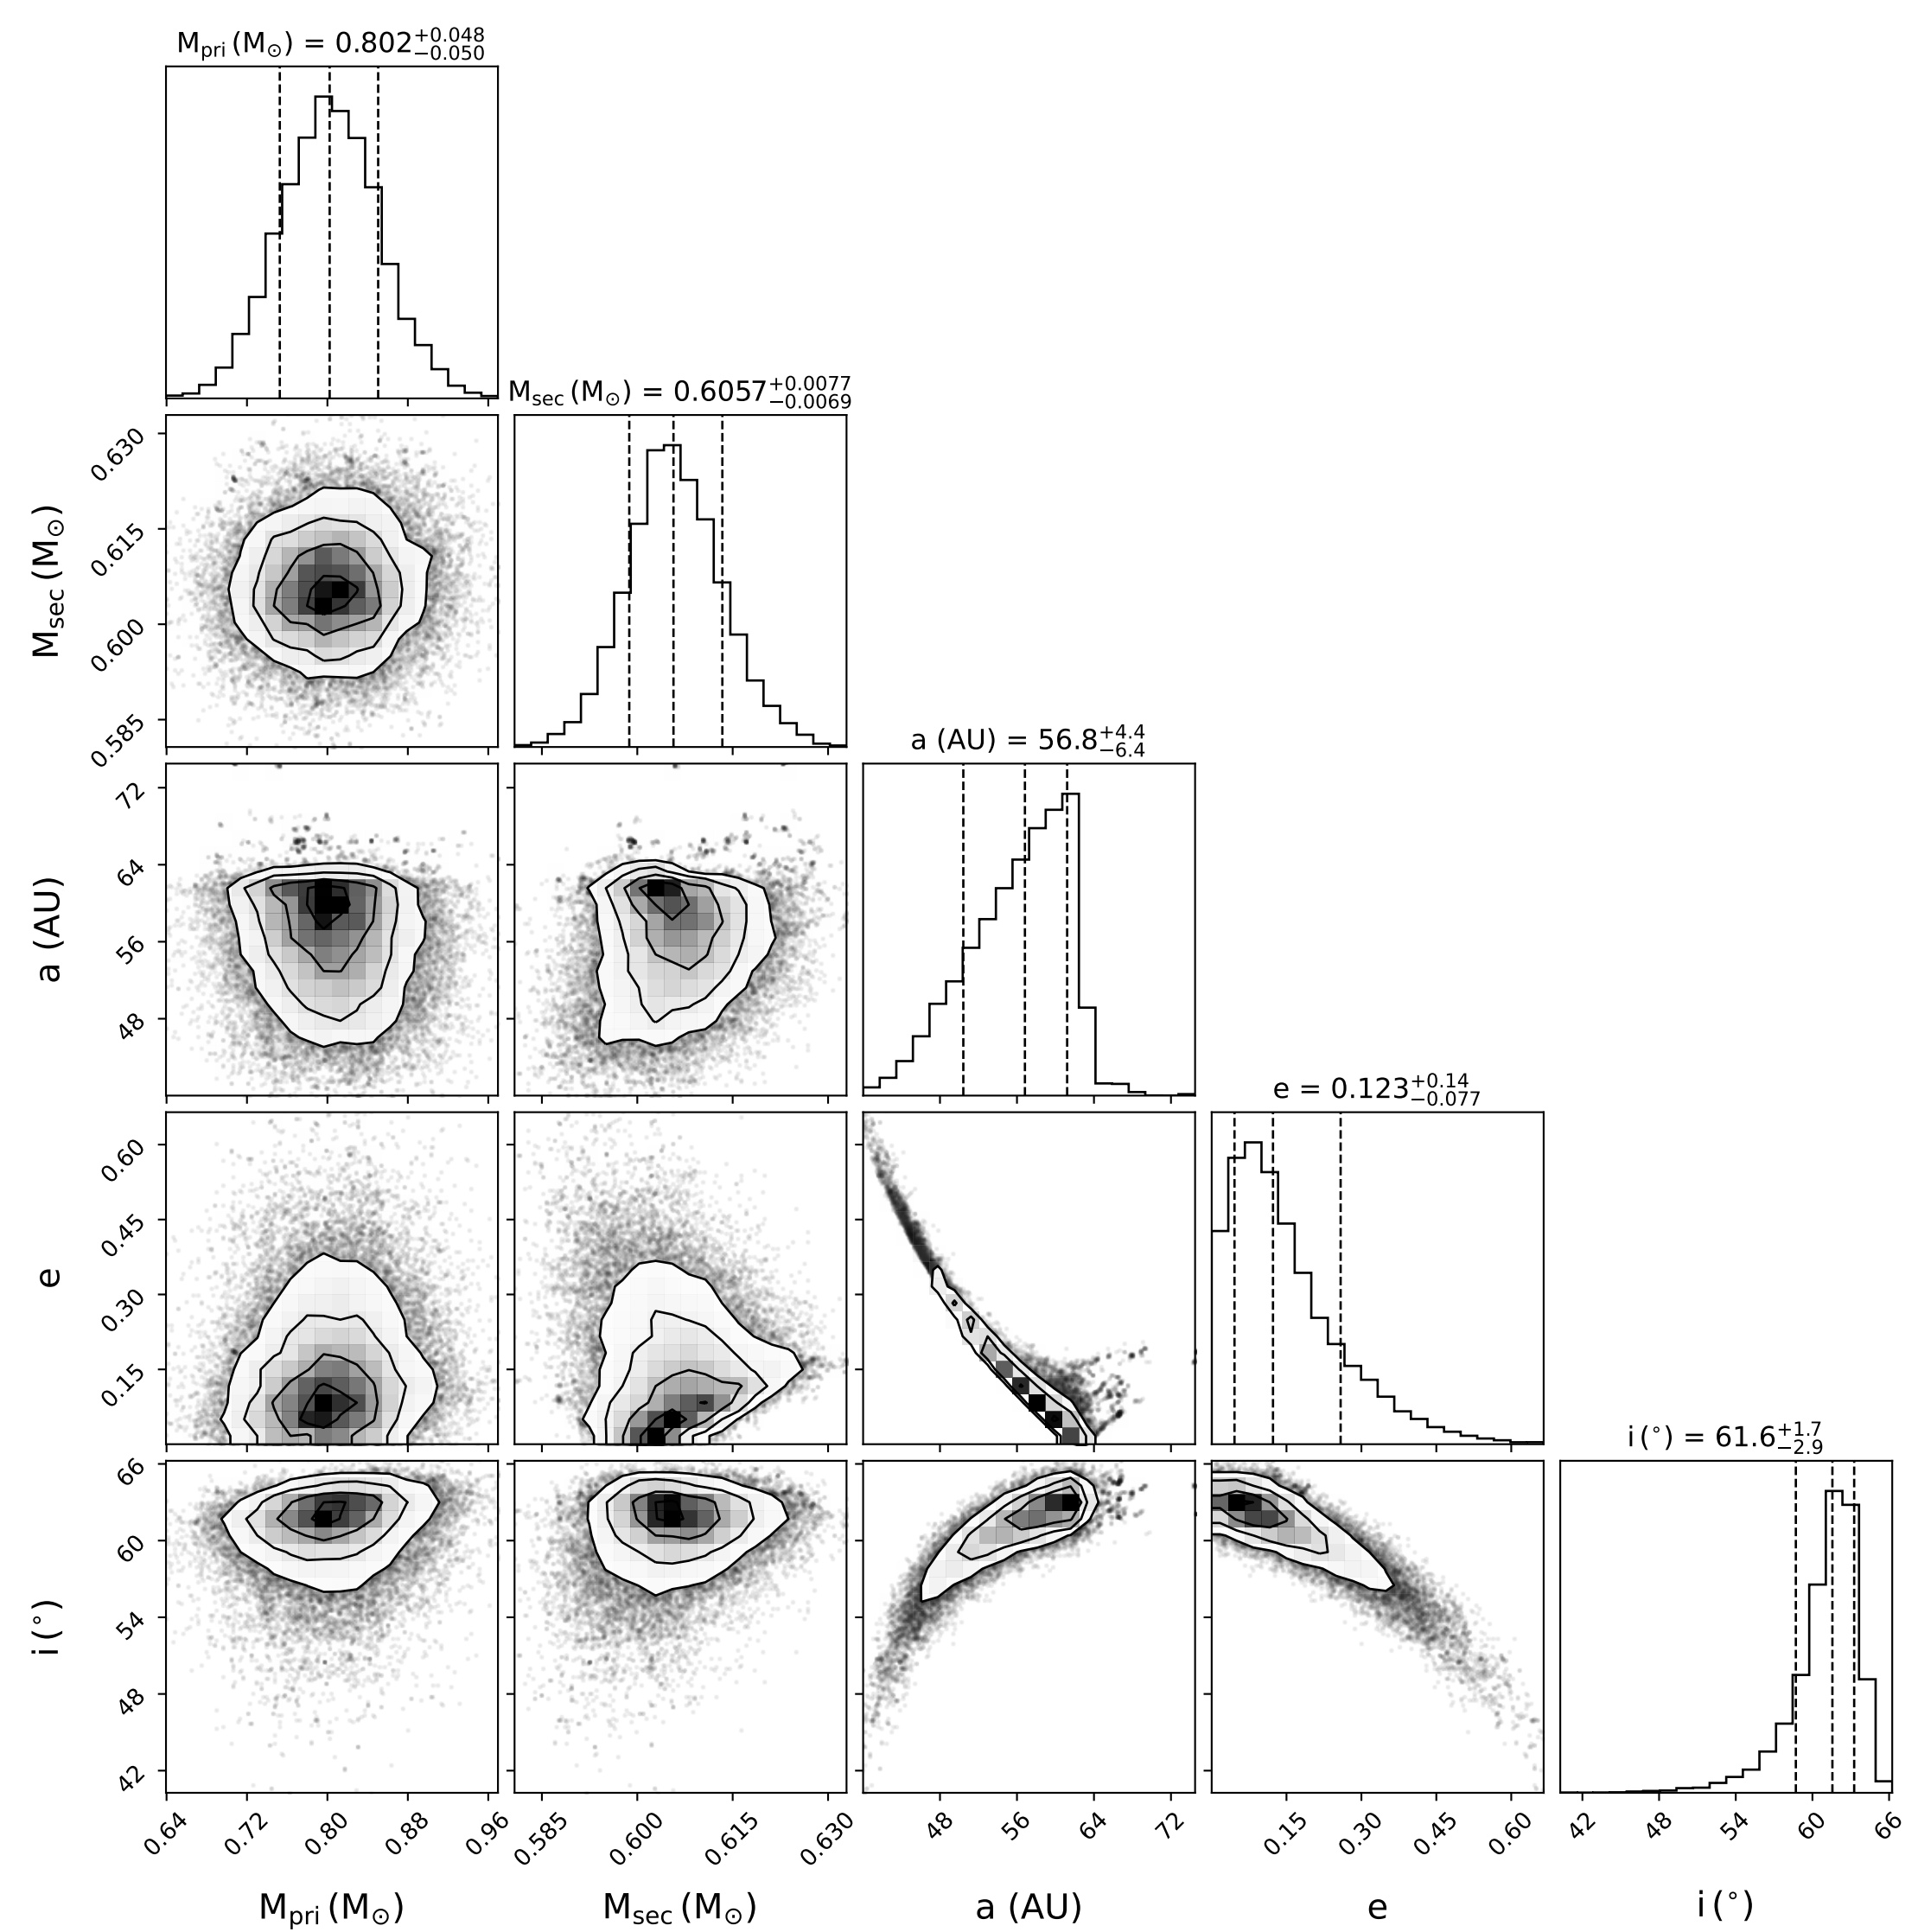 M_pri (M_⊙) = 0.802 +0.048 −0.050
M_sec (M_⊙) = 0.6057 +0.0077 −0.0069
0.630
0.615
0.600
0.585
M_sec (M_⊙)
a (AU) = 56.8 +4.4 −6.4
72
64
56
48
a (AU)
e = 0.123 +0.14 −0.077
0.60
0.45
0.30
0.15
e
i (°) = 61.6 +1.7 −2.9
66
60
54
48
42
i (°)
0.64 0.72 0.80 0.88 0.96 0.585 0.600 0.615 0.630 48 56 64 72 0.15 0.30 0.45 0.60 42 48 54 60 66
M_pri (M_⊙) M_sec (M_⊙) a (AU) e i (°)